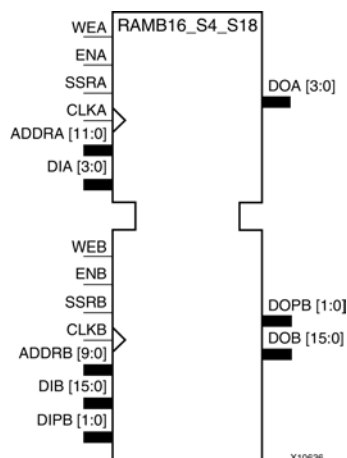 RAMB16_S4_S18
WEA
ENA
SSRA
CLKA
ADDRA [11:0]
DIA [3:0]
DOA [3:0]
WEB
ENB
SSRB
CLKB
ADDRB [9:0]
DIB [15:0]
DIPB [1:0]
DOPB [1:0]
DOB [15:0]
X10636